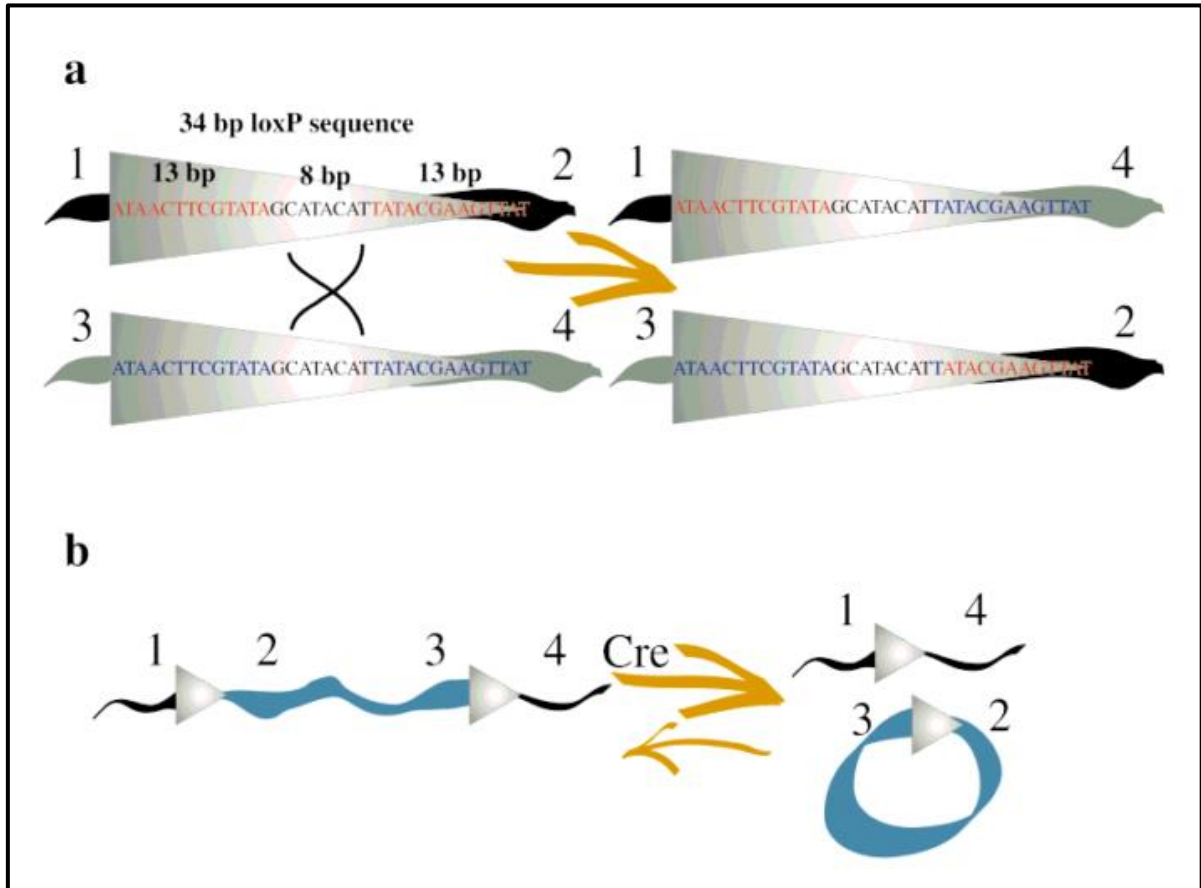 a
34 bp loxP sequence
1 13 bp 8 bp 13 bp 2
ATAACTTCGTATAGCATACATTATACGAAGTTAT
3 4
ATAACTTCGTATAGCATACATTATACGAAGTTAT
1 4
ATAACTTCGTATAGCATACATTATACGAAGTTAT
3 2
ATAACTTCGTATAGCATACATTATACGAAGTTAT
b
1 2 3 4 Cre
1 4
3 2